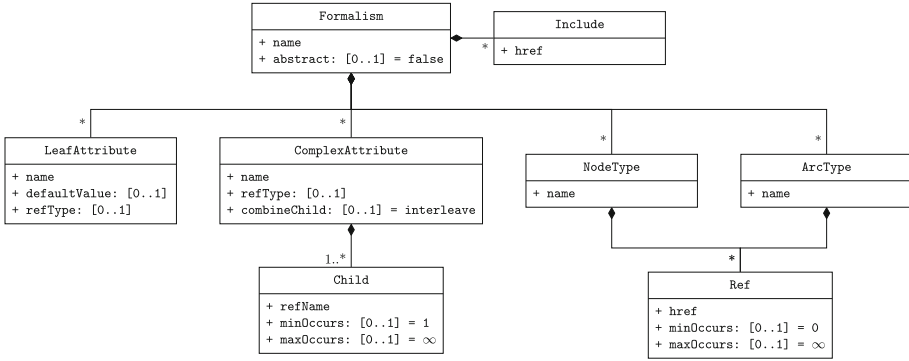 Formalism
+ name
+ abstract: [0..1] = false
*
Include
+ href
*
*
*
*
LeafAttribute
+ name
+ defaultValue: [0..1]
+ refType: [0..1]
ComplexAttribute
+ name
+ refType: [0..1]
+ combineChild: [0..1] = interleave
NodeType
+ name
ArcType
+ name
1..*
*
Child
+ refName
+ minOccurs: [0..1] = 1
+ maxOccurs: [0..1] = ∞
Ref
+ href
+ minOccurs: [0..1] = 0
+ maxOccurs: [0..1] = ∞